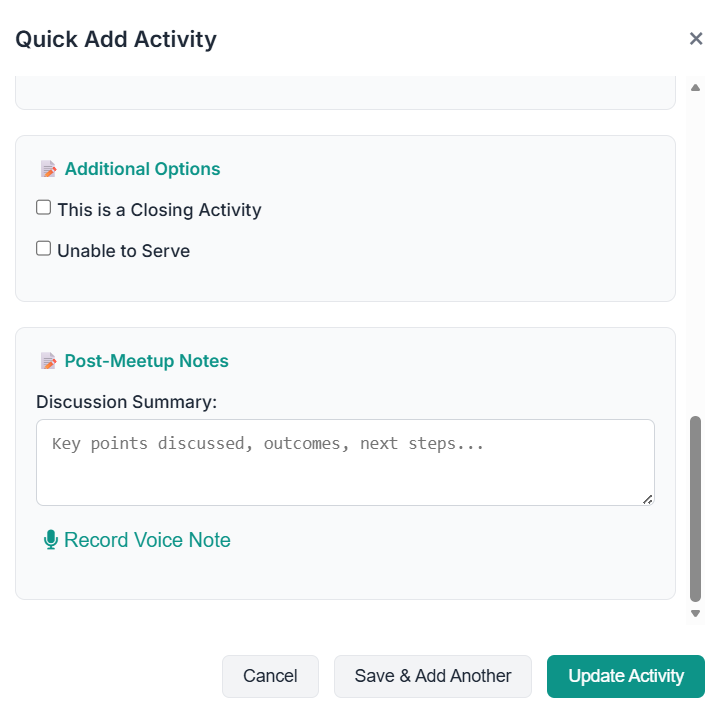 Quick Add Activity
Additional Options
This is a Closing Activity
Unable to Serve
Post-Meetup Notes
Discussion Summary:
Key points discussed, outcomes, next steps...
Record Voice Note
Cancel
Save & Add Another
Update Activity